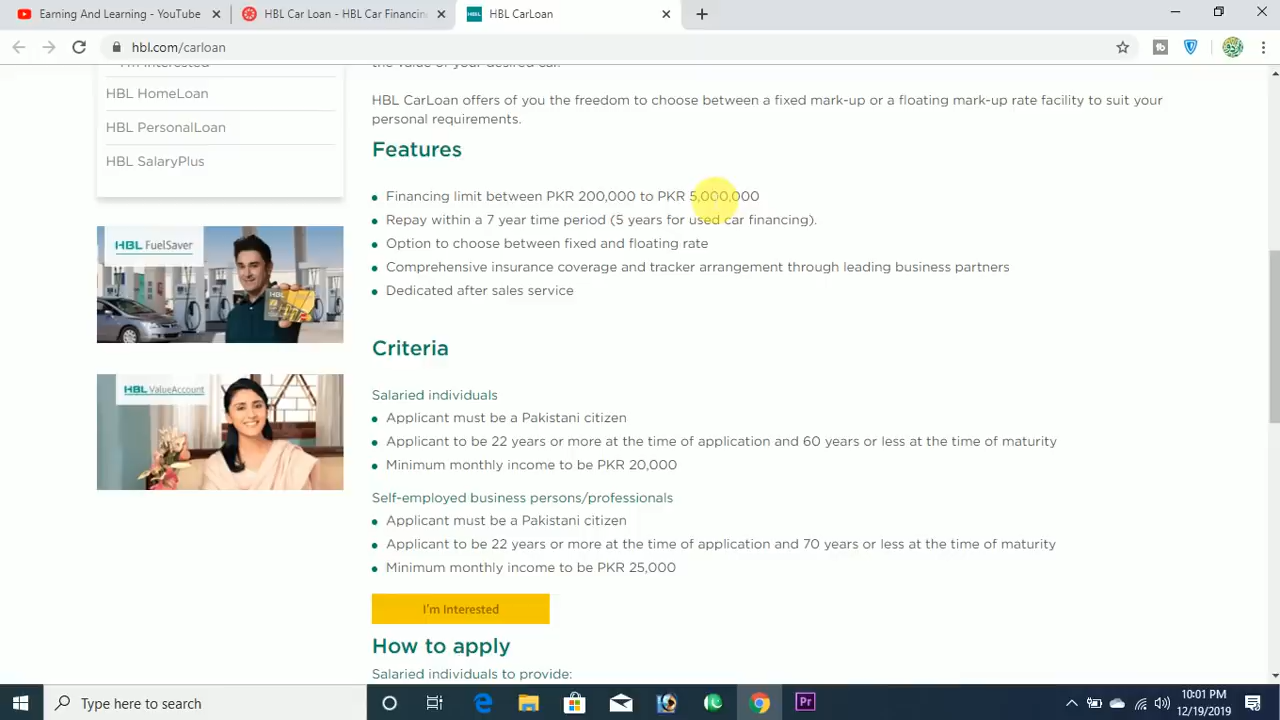 Earning And Learning - YouTube
HBL Car Loan - HBL Car Financin
HBL
HBL CarLoan
hbl.com/carloan
I'm Interested
HBL HomeLoan
HBL PersonalLoan
HBL SalaryPlus
HBL FuelSaver
HBL
HBL ValueAccount
the value of your desired car.
HBL CarLoan offers of you the freedom to choose between a fixed mark-up or a floating mark-up rate facility to suit your
personal requirements.
Features
Financing limit between PKR 200,000 to PKR 5,000,000
Repay within a 7 year time period (5 years for used car financing).
Option to choose between fixed and floating rate
Comprehensive insurance coverage and tracker arrangement through leading business partners
Dedicated after sales service
Criteria
Salaried individuals
Applicant must be a Pakistani citizen
Applicant to be 22 years or more at the time of application and 60 years or less at the time of maturity
Minimum monthly income to be PKR 20,000
Self-employed business persons/professionals
Applicant must be a Pakistani citizen
Applicant to be 22 years or more at the time of application and 70 years or less at the time of maturity
Minimum monthly income to be PKR 25,000
I'm Interested
How to apply
Salaried individuals to provide:
Type here to search
Pr
10:01 PM
12/19/2019